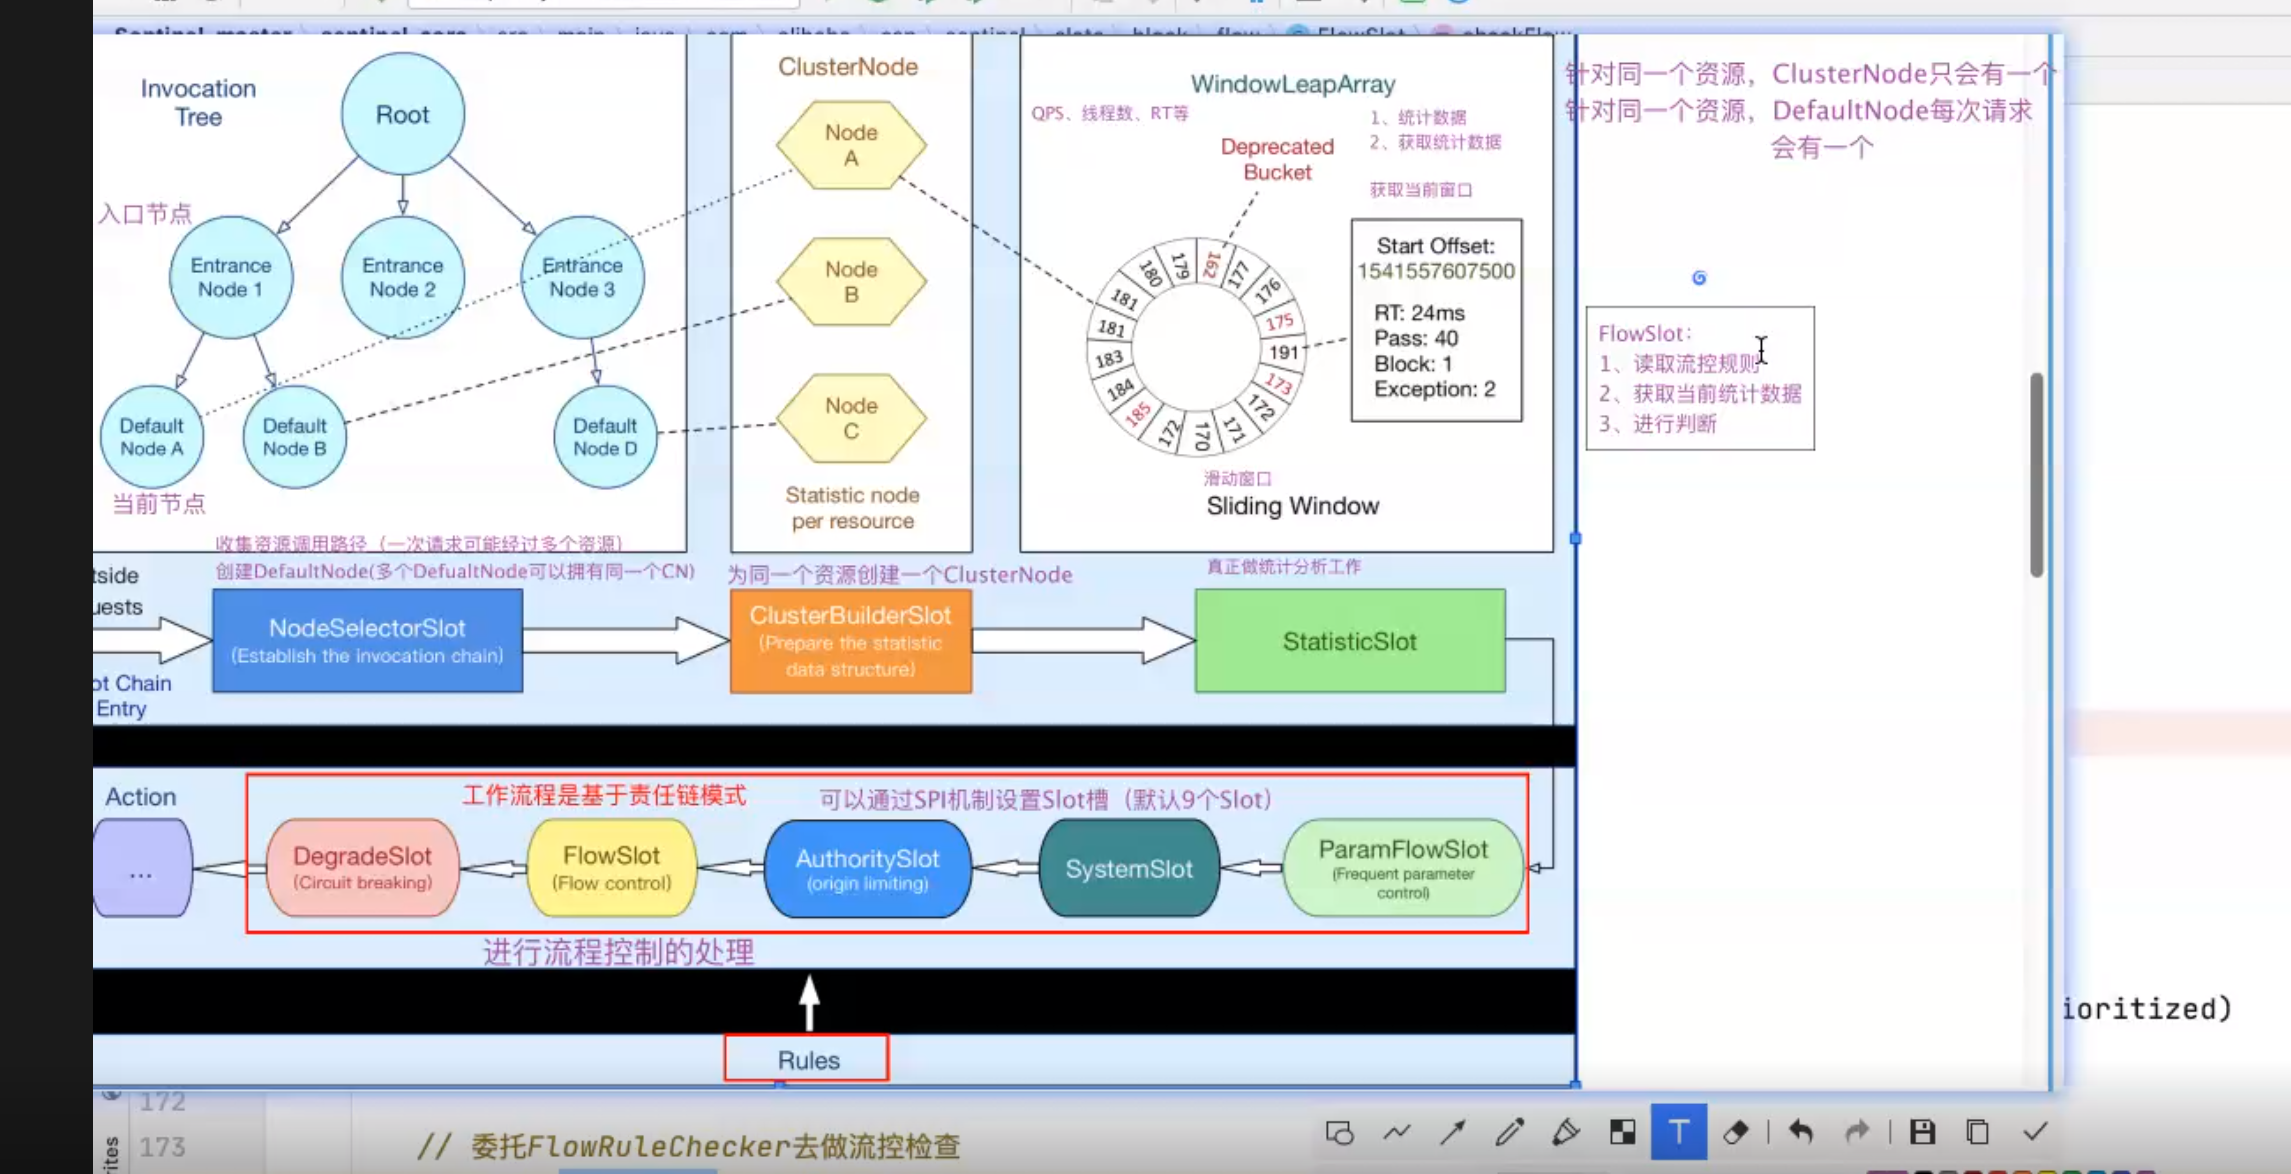 Invocation
Tree
Root
入口节点
Entrance
Node 1
Entrance
Node 2
Entrance
Node 3
Default
Node A
Default
Node B
Default
Node D
当前节点
ClusterNode
Node
A
Node
B
Node
C
Statistic node
per resource
WindowLeapArray
QPS、线程数、RT等
1、统计数据
2、获取统计数据
Deprecated
Bucket
获取当前窗口
179
162
177
176
175
191
173
172
171
170
172
185
184
183
181
181
180
Start Offset:
1541557607500
RT: 24ms
Pass: 40
Block: 1
Exception: 2
滑动窗口
Sliding Window
针对同一个资源，ClusterNode只会有一个
针对同一个资源，DefaultNode每次请求
会有一个
FlowSlot：
1、读取流控规则
2、获取当前统计数据
3、进行判断
收集资源调用路径（一次请求可能经过多个资源）
创建DefaultNode(多个DefualtNode可以拥有同一个CN)
为同一个资源创建一个ClusterNode
真正做统计分析工作
tside
uests
NodeSelectorSlot
(Establish the invocation chain)
ClusterBuilderSlot
(Prepare the statistic
data structure)
StatisticSlot
ot Chain
Entry
Action
工作流程是基于责任链模式
可以通过SPI机制设置Slot槽（默认9个Slot）
...
DegradeSlot
(Circuit breaking)
FlowSlot
(Flow control)
AuthoritySlot
(origin limiting)
SystemSlot
ParamFlowSlot
(Frequent parameter
control)
进行流程控制的处理
Rules
ioritized)
172
173
// 委托FlowRuleChecker去做流控检查
ites